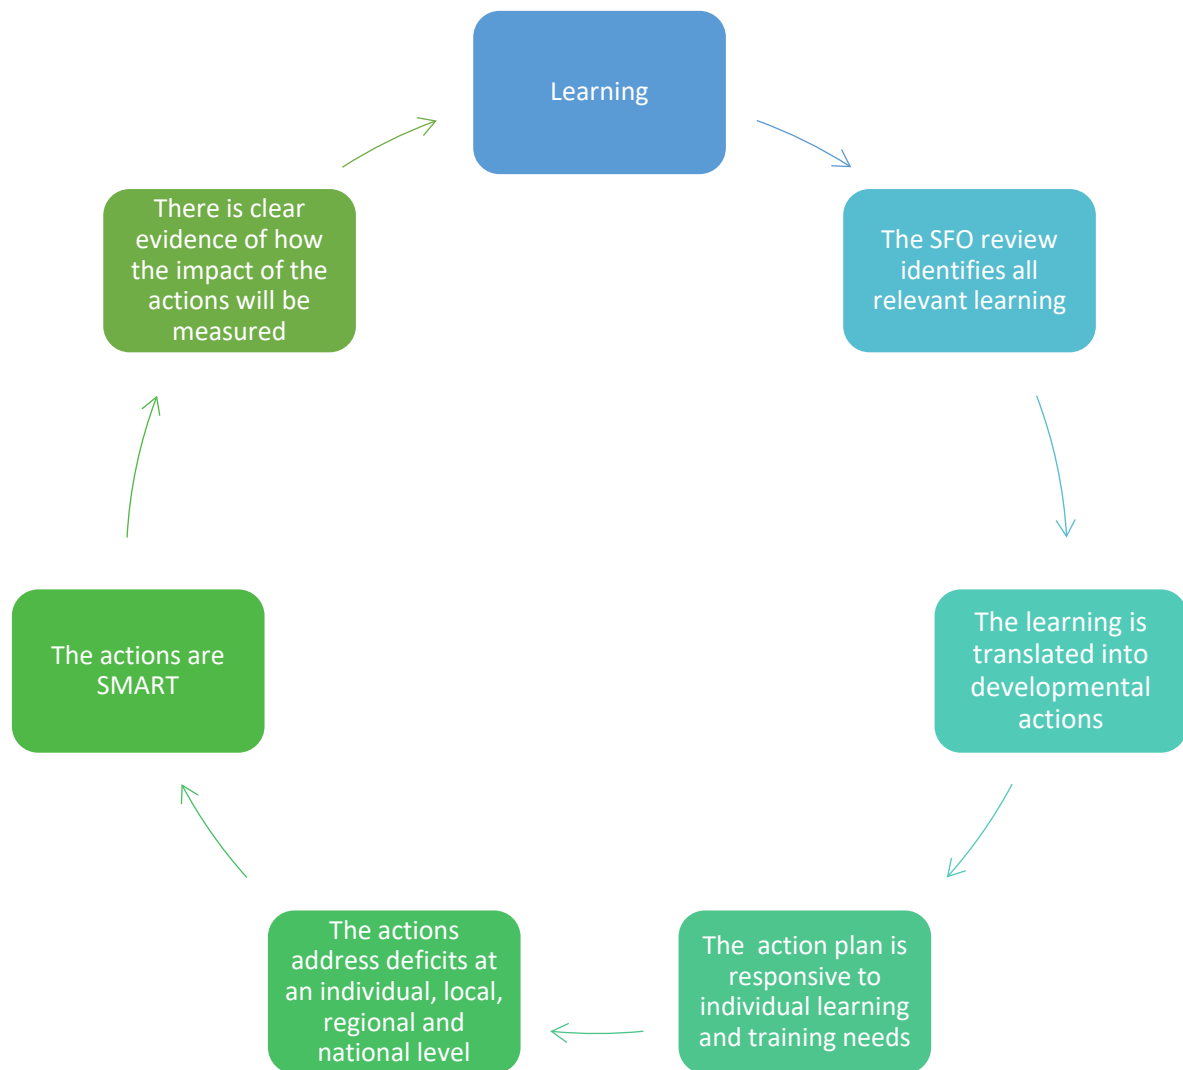 Learning
The SFO review
identifies all
relevant learning
The learning is
translated into
developmental
actions
The  action plan is
responsive to
individual learning
and training needs
The actions
address deficits at
an individual, local,
regional and
national level
The actions are
SMART
There is clear
evidence of how
the impact of the
actions will be
measured